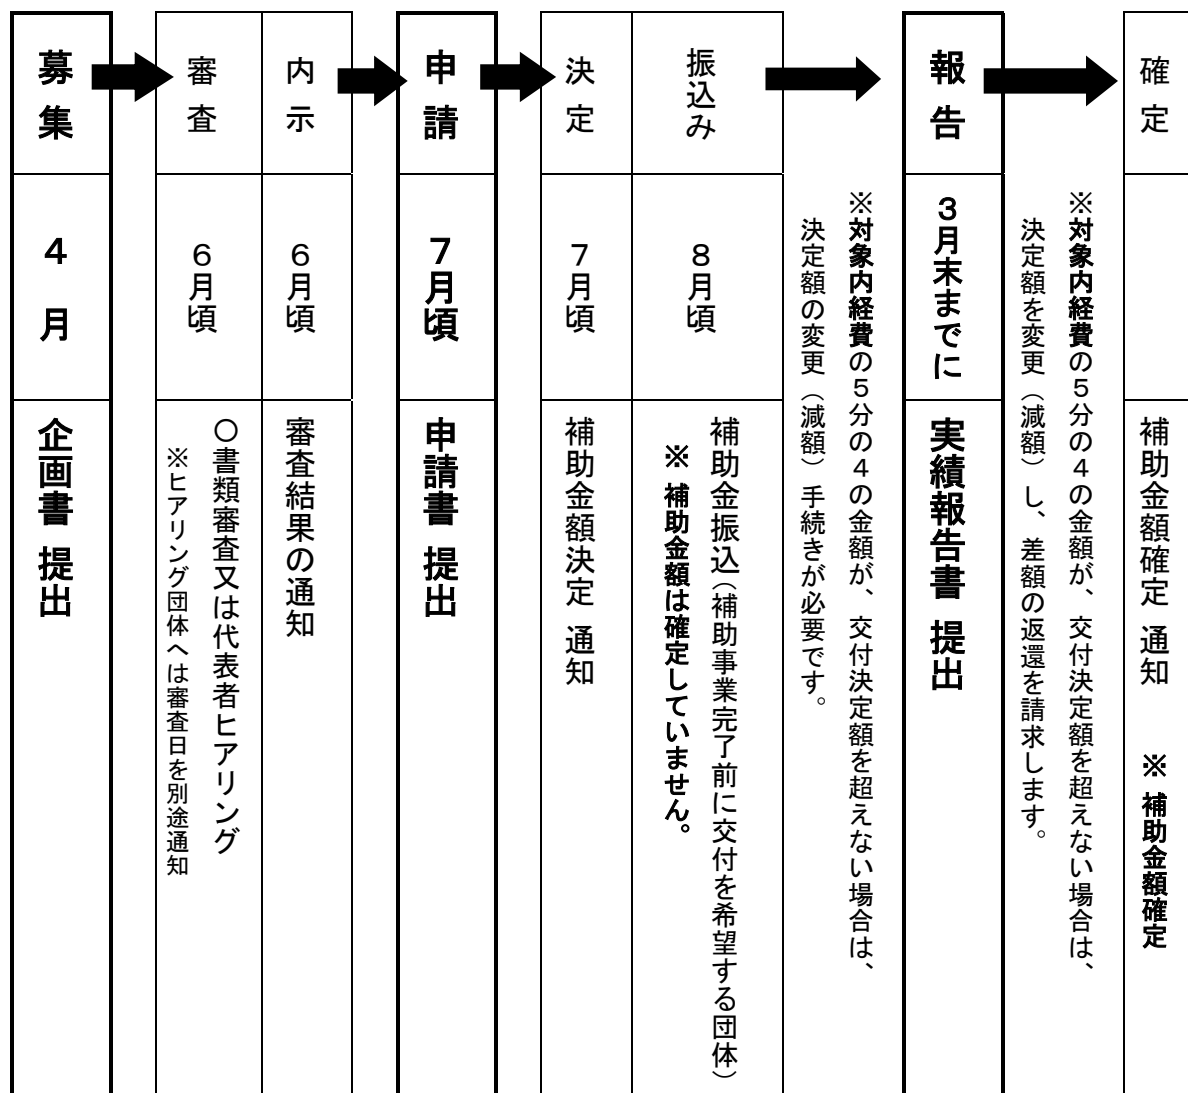 募集
４月
企画書 提出
審査
６月頃
〇書類審査又は代表者ヒアリング
※ヒアリング団体へは審査日を別途通知
内示
６月頃
審査結果の通知
申請
７月頃
申請書 提出
決定
７月頃
補助金額決定 通知
振込み
８月頃
補助金振込（補助事業完了前に交付を希望する団体）
※ 補助金額は確定していません。
※対象内経費の５分の４の金額が、交付決定額を超えない場合は、
決定額の変更（減額）手続きが必要です。
報告
３月末までに
実績報告書 提出
※対象内経費の５分の４の金額が、交付決定額を超えない場合は、
決定額を変更（減額）し、差額の返還を請求します。
確定
補助金額確定 通知 ※ 補助金額確定